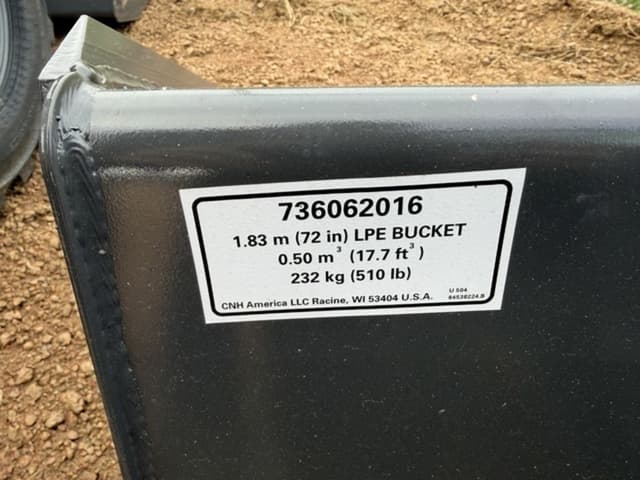 736062016
1.83 m (72 in) LPE BUCKET
0.50 m³ (17.7 ft³)
232 kg (510 lb)
CNH America LLC Racine, WI 53404 U.S.A.
U 504
84538224.B